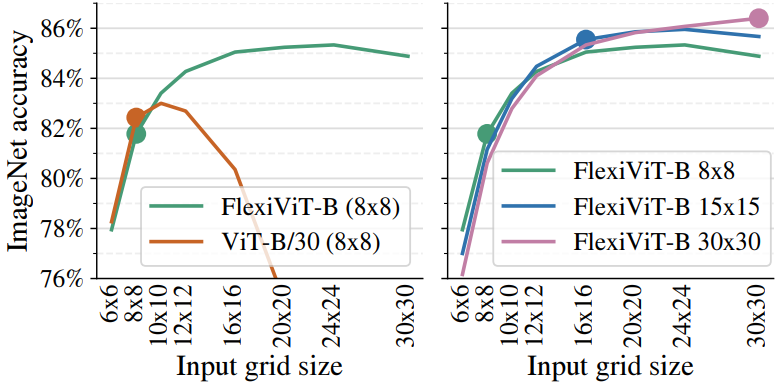 ImageNet accuracy
86%
84%
82%
80%
78%
76%
FlexiViT-B (8x8)
ViT-B/30 (8x8)
6x6
8x8
10x10
12x12
16x16
20x20
24x24
30x30
Input grid size
FlexiViT-B 8x8
FlexiViT-B 15x15
FlexiViT-B 30x30
6x6
8x8
10x10
12x12
16x16
20x20
24x24
30x30
Input grid size